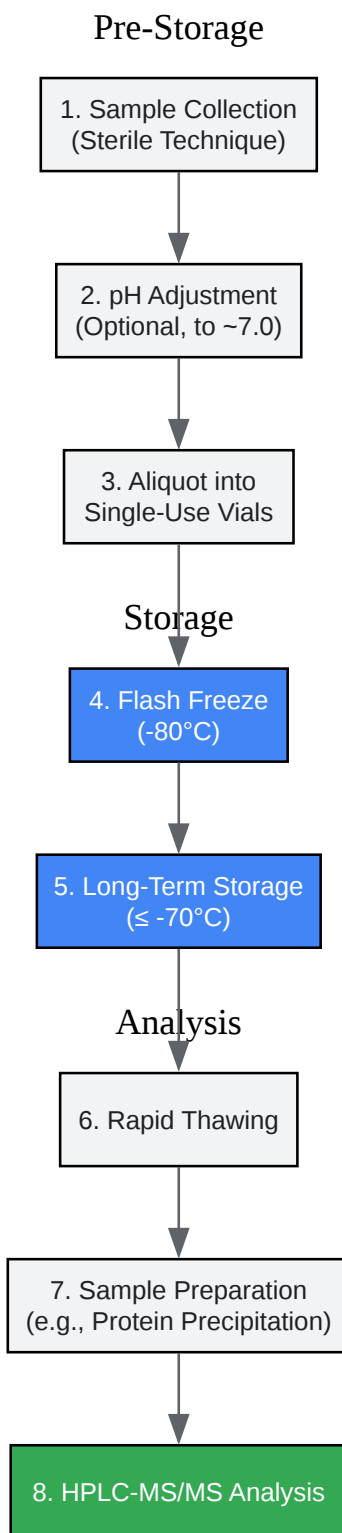 Pre-Storage
1. Sample Collection
(Sterile Technique)
2. pH Adjustment
(Optional, to ~7.0)
3. Aliquot into
Single-Use Vials
Storage
4. Flash Freeze
(-80°C)
5. Long-Term Storage
(≤ -70°C)
Analysis
6. Rapid Thawing
7. Sample Preparation
(e.g., Protein Precipitation)
8. HPLC-MS/MS Analysis